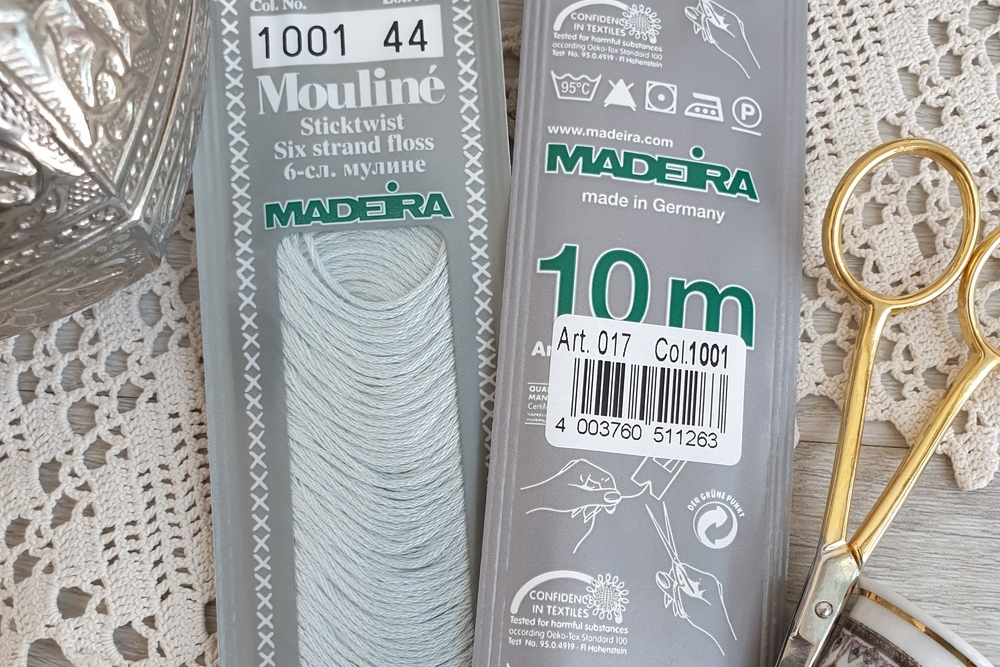 Col. No.
1001 44
Mouliné
Sticktwist
Six strand floss
6-сл. мулине
MADEIRA
CONFIDENCE
IN TEXTILES
Tested for harmful substances
according Oeko-Tex Standard 100
Test No. 95.0.4919 · FI Hohenstein
95°C
P
www.madeira.com
MADEIRA
made in Germany
10 m
Art. 017 Col.1001
4 003760 511263
DER GRÜNE PUNKT
CONFIDENCE
IN TEXTILES
Tested for harmful substances
according Oeko-Tex Standard 100
Test No. 95.0.4919 · FI Hohenstein